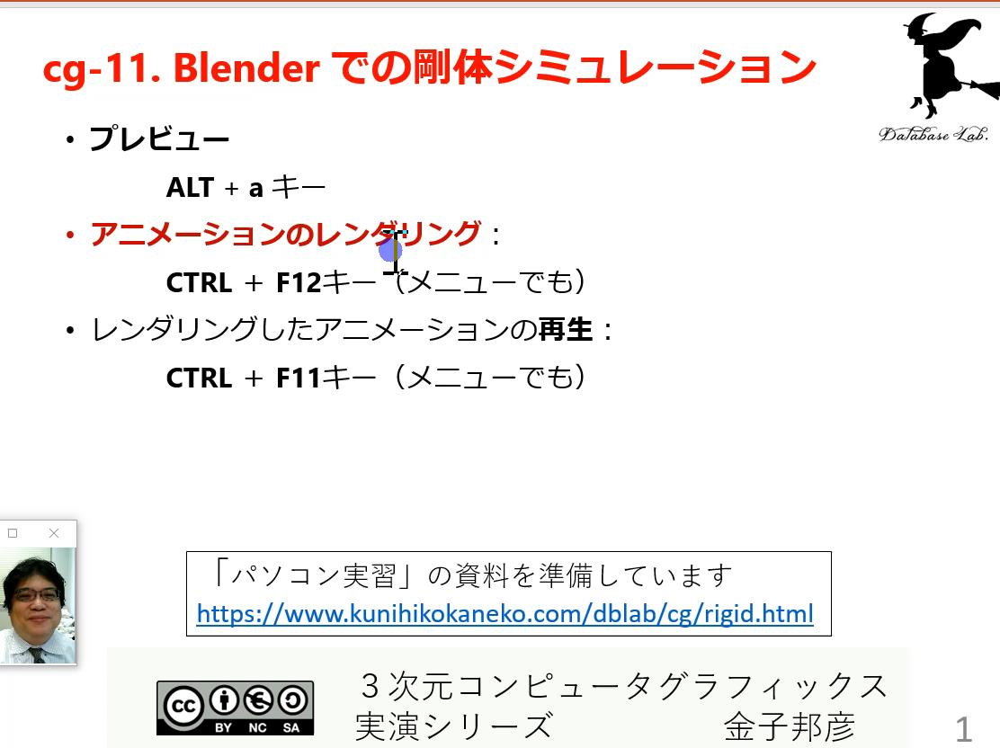 cg-11. Blender での剛体シミュレーション
Database Lab.
• プレビュー
ALT + a キー
• アニメーションのレンダリング：
CTRL ＋ F12キー（メニューでも）
• レンダリングしたアニメーションの再生：
CTRL ＋ F11キー（メニューでも）
「パソコン実習」の資料を準備しています
https://www.kunihikokaneko.com/dblab/cg/rigid.html
cc BY NC SA
３次元コンピュータグラフィックス
実演シリーズ 金子邦彦
1